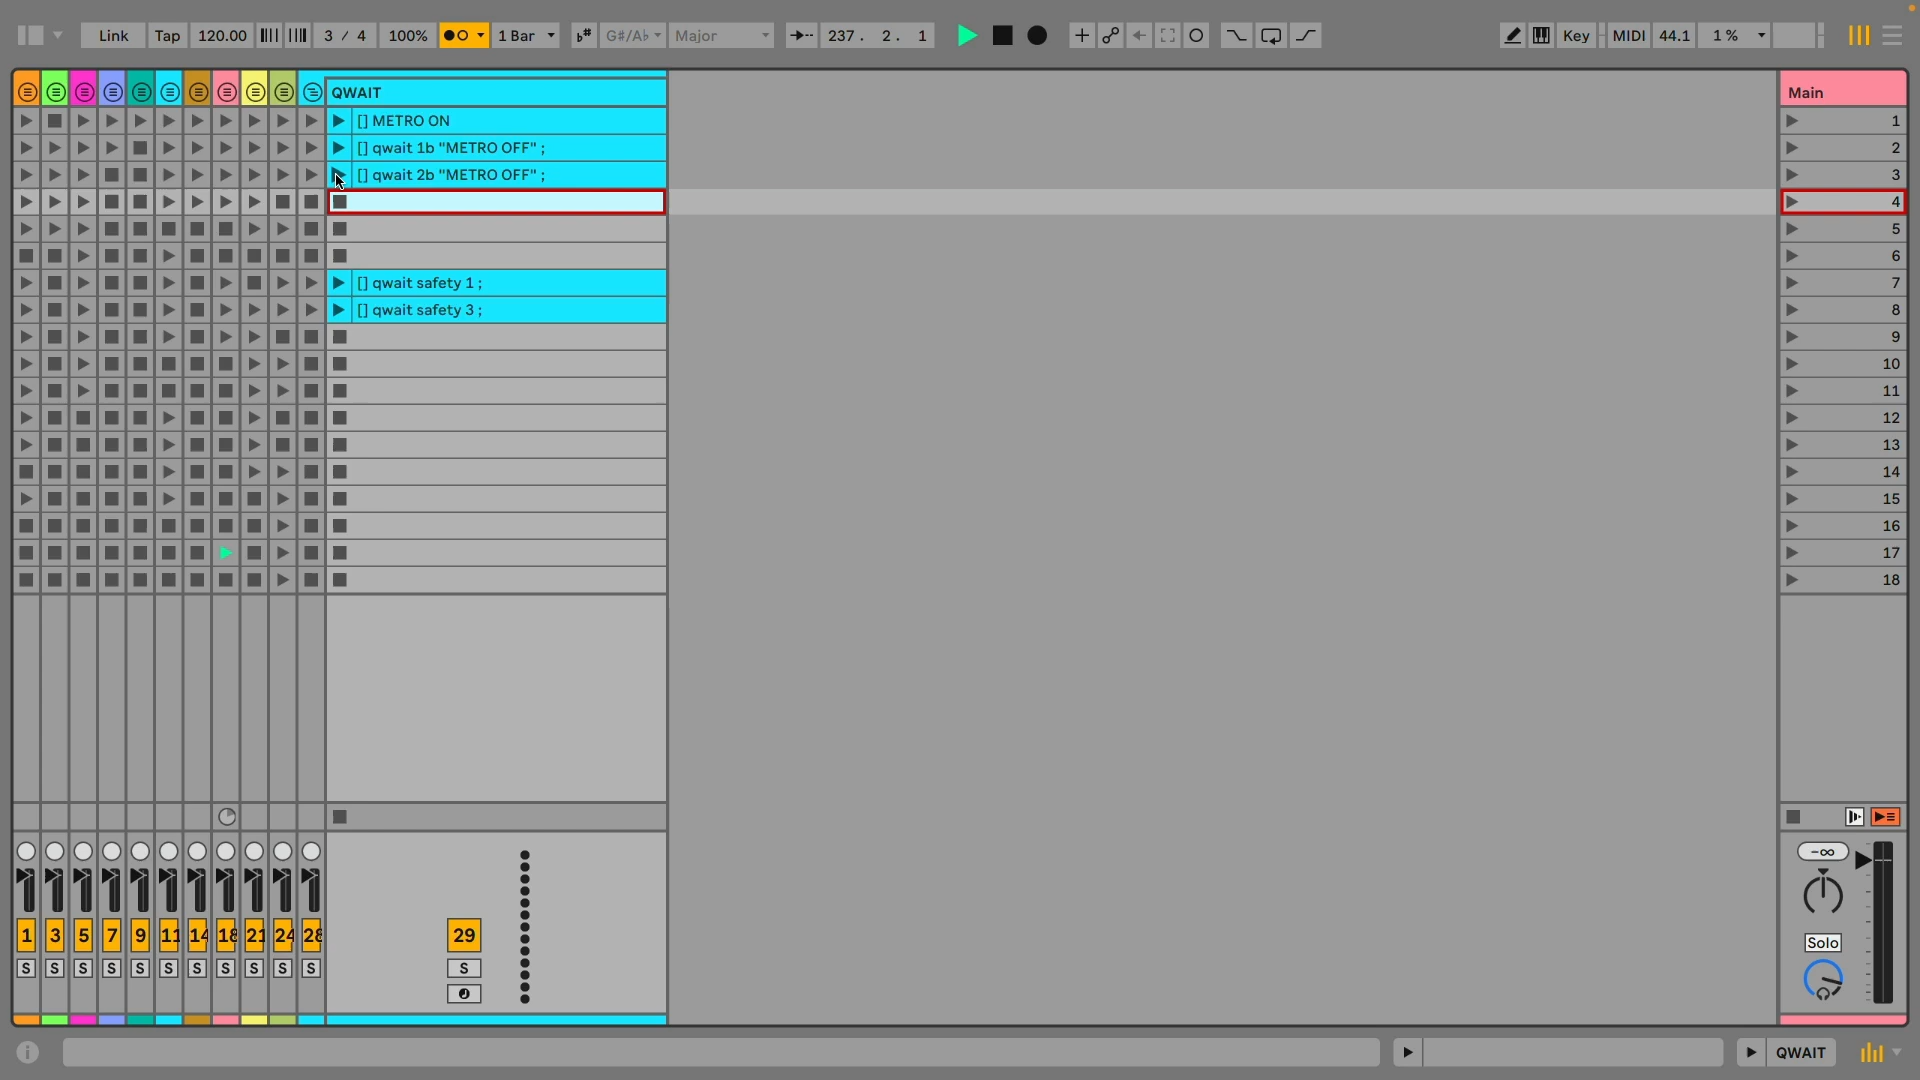 Link Tap 120.00 3 / 4 100% 1 Bar G#/A♭ Major 237. 2. 1 Key MIDI 44.1 1 %
QWAIT Main
[] METRO ON 1
[] qwait 1b "METRO OFF" ; 2
[] qwait 2b "METRO OFF" ; 3
4
5
6
[] qwait safety 1 ; 7
[] qwait safety 3 ; 8
9
10
11
12
13
14
15
16
17
18
-∞
1 3 5 7 9 11 14 18 21 24 28 29 Solo
S S S S S S S S S S S S
QWAIT